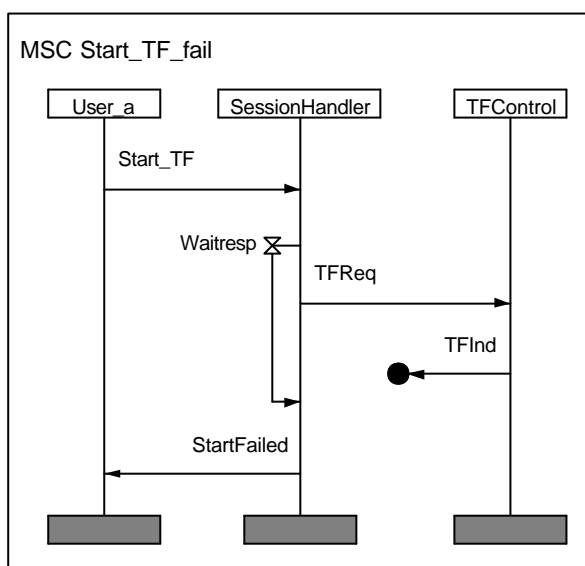 MSC Start_TF_fail
User_a
SessionHandler
TFControl
Start_TF
Waitresp
TFReq
TFInd
StartFailed